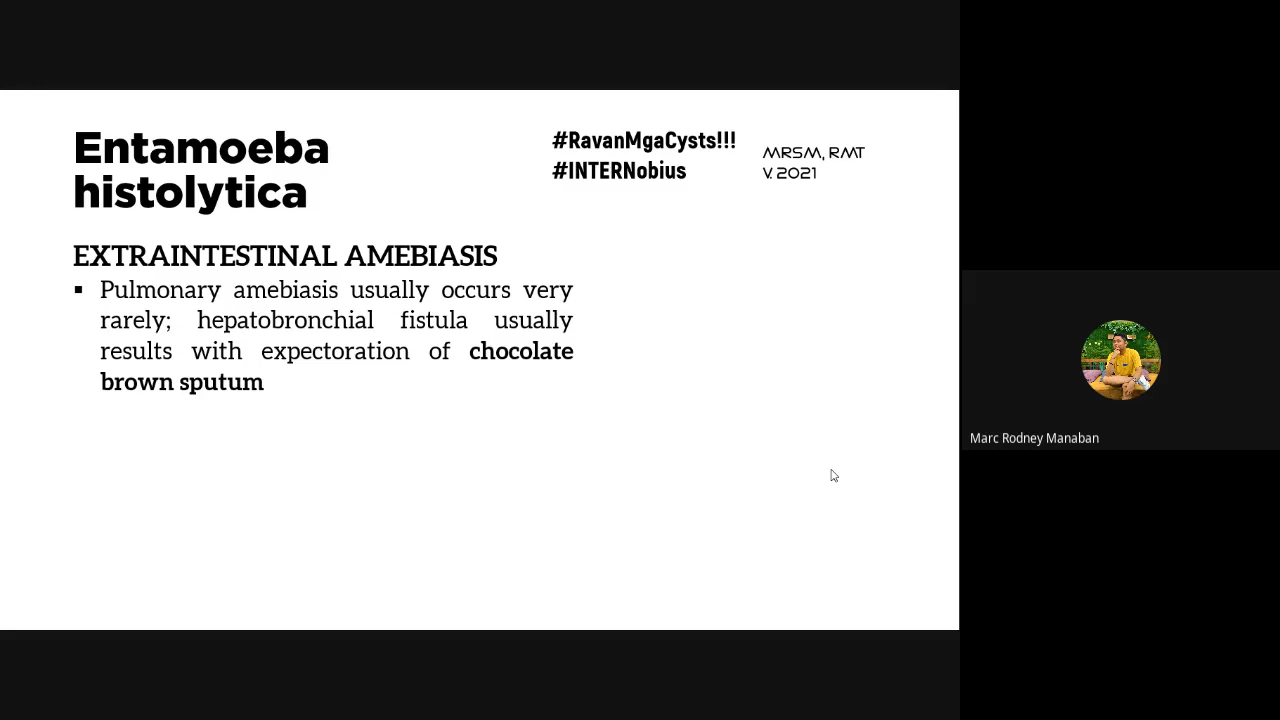 Entamoeba
histolytica
#RavanMgaCysts!!!
#INTERNobius
MRSM, RMT
V. 2021
EXTRAINTESTINAL AMEBIASIS
▪ Pulmonary amebiasis usually occurs very
rarely; hepatobronchial fistula usually
results with expectoration of chocolate
brown sputum
Marc Rodney Manaban